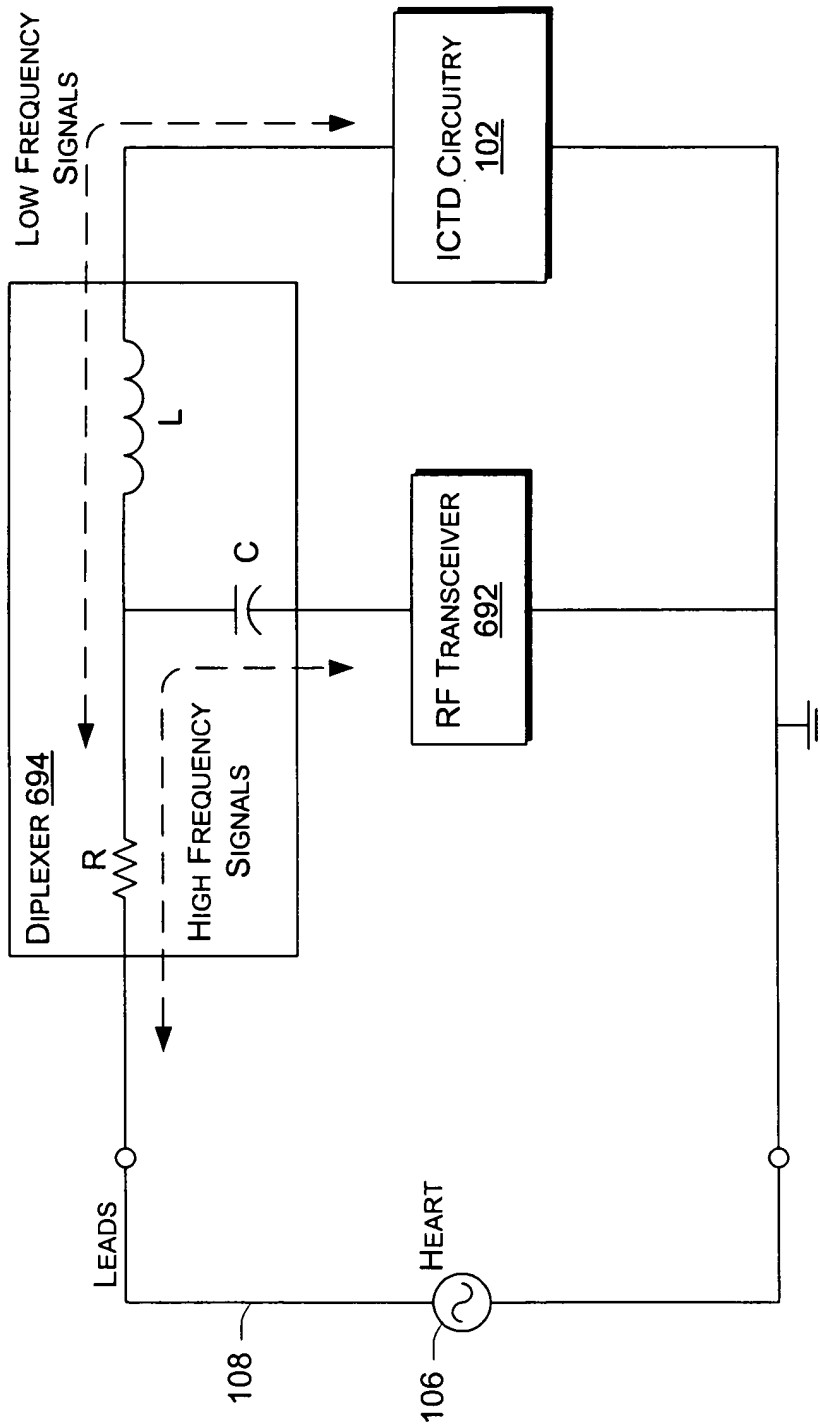 DIPLEXER 694
LOW FREQUENCY
SIGNALS
R
L
C
HIGH FREQUENCY
SIGNALS
LEADS
108
HEART
106
RF TRANSCEIVER
692
ICTD CIRCUITRY
102